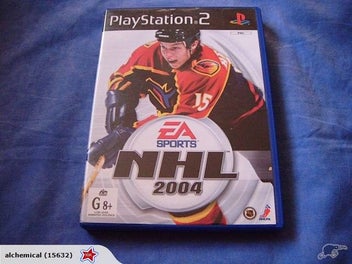 PlayStation 2
15
EA
SPORTS
NHL
2004
G 8+
alchemical (15632)